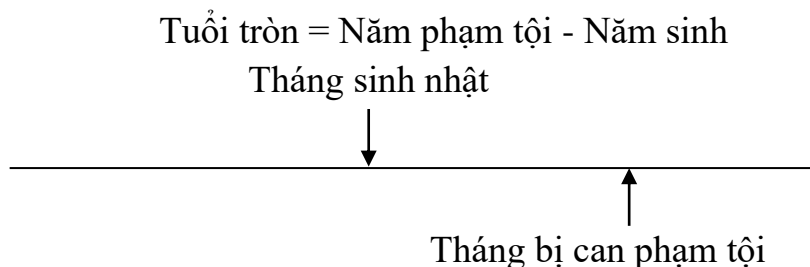 Tuổi tròn = Năm phạm tội - Năm sinh
Tháng sinh nhật
Tháng bị can phạm tội